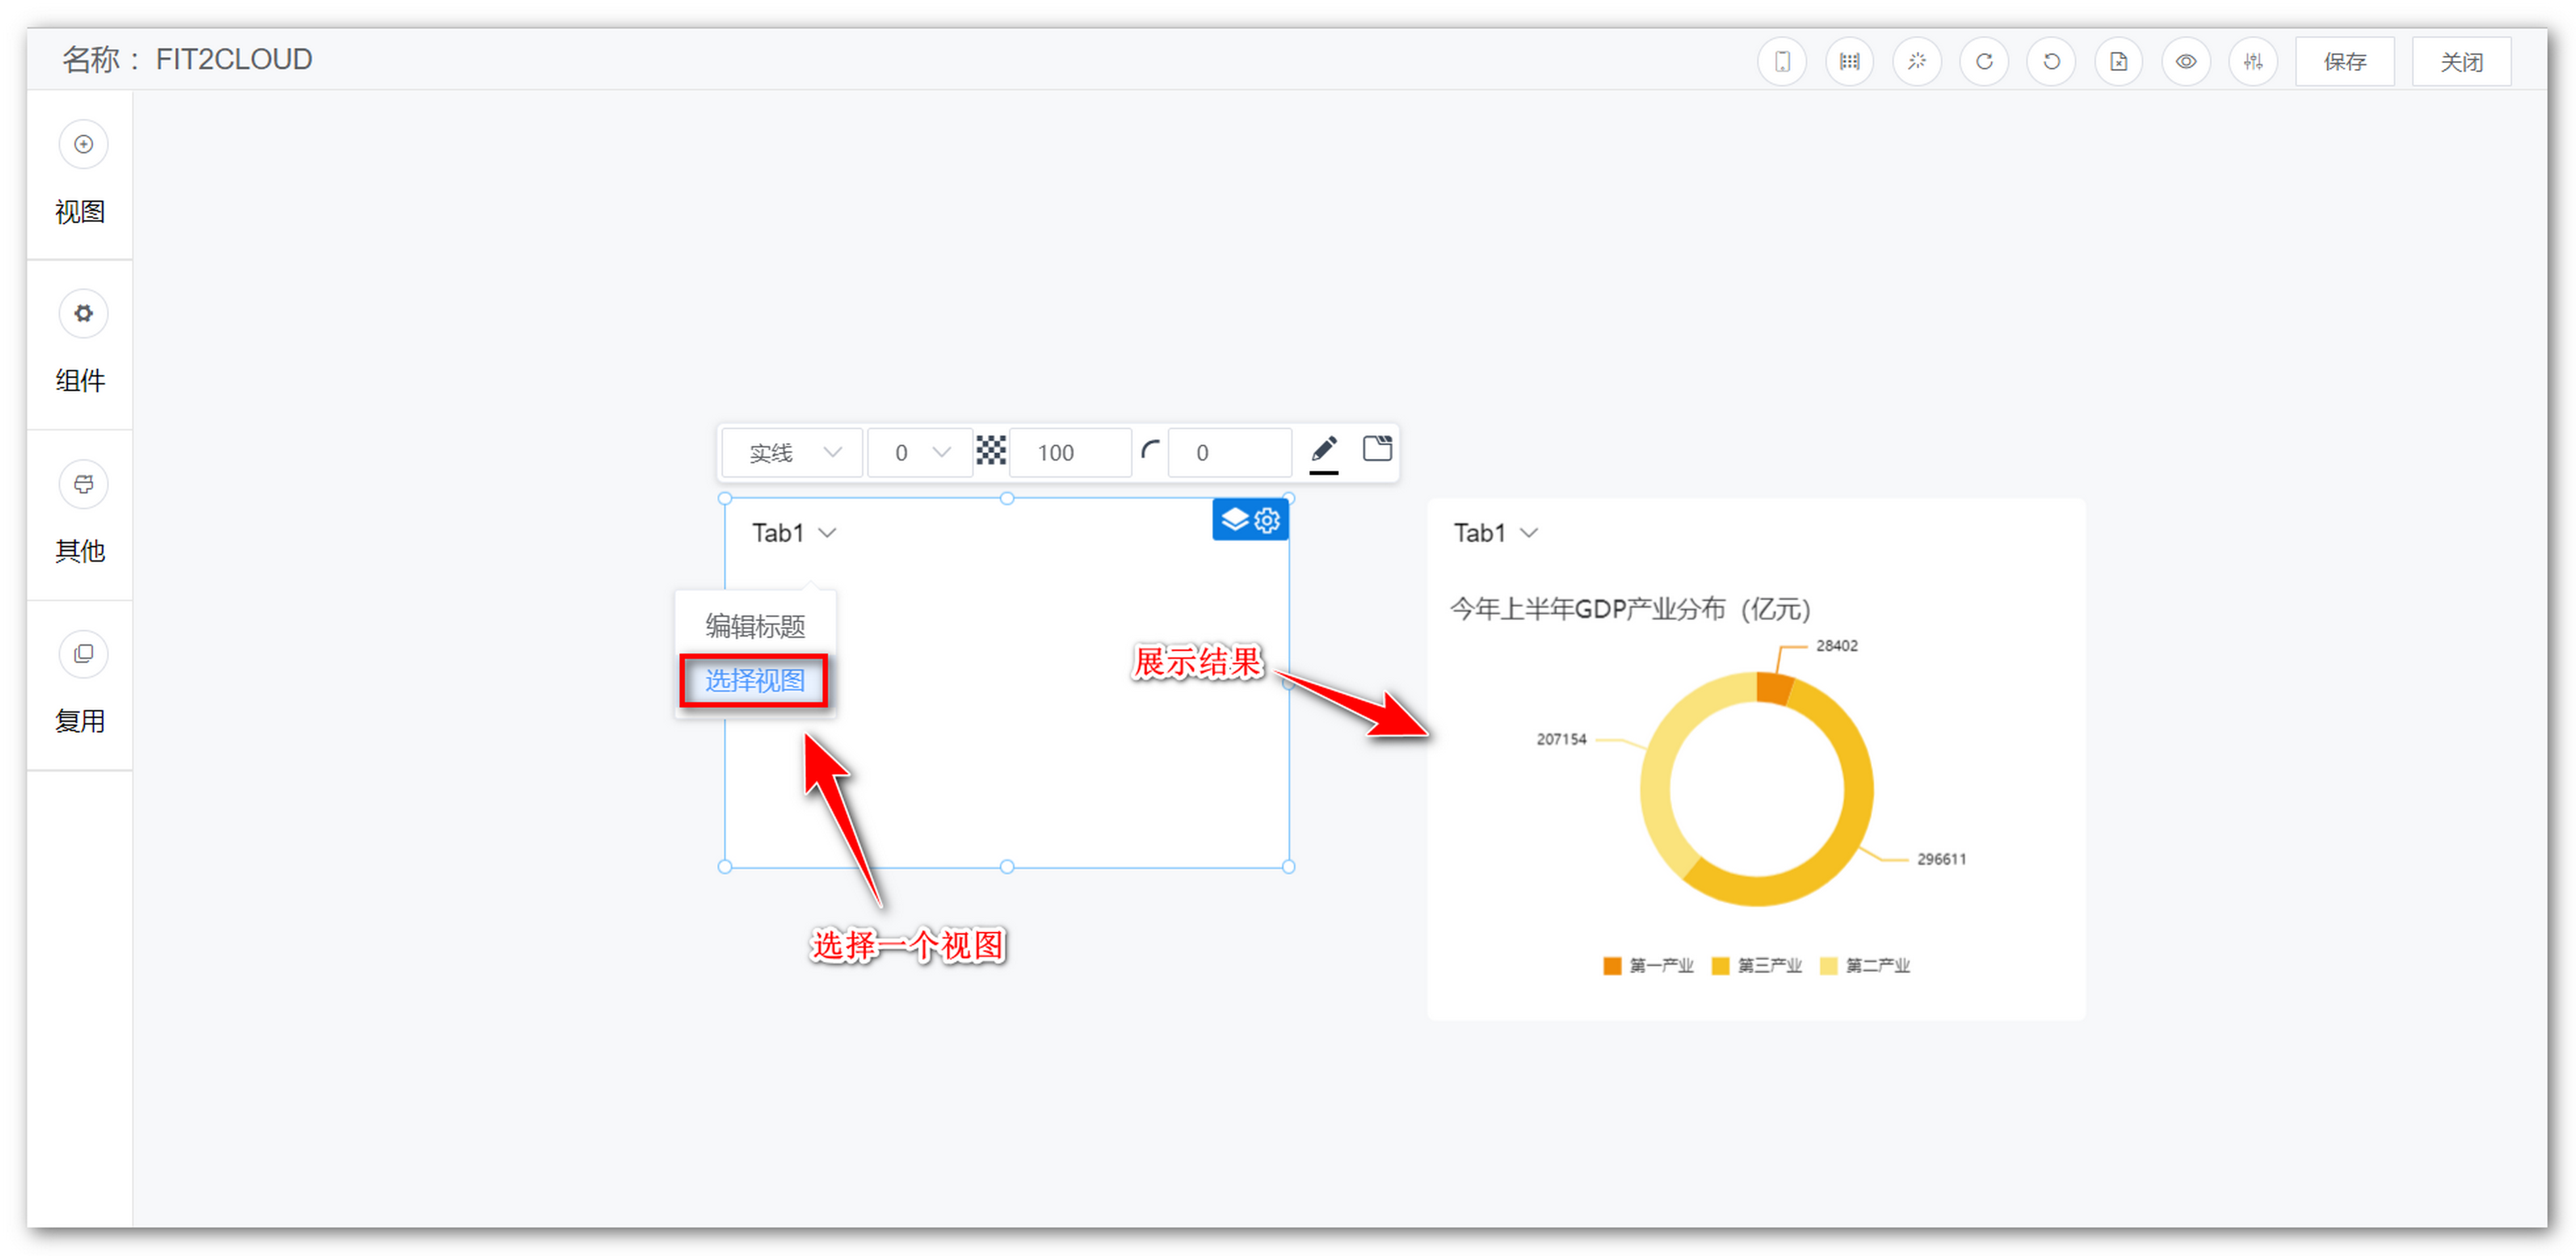 名称： FIT2CLOUD
保存
关闭
视图
组件
其他
复用
实线
0
100
0
Tab1
编辑标题
选择视图
选择一个视图
展示结果
Tab1
今年上半年GDP产业分布（亿元）
28402
207154
296611
第一产业 第三产业 第二产业